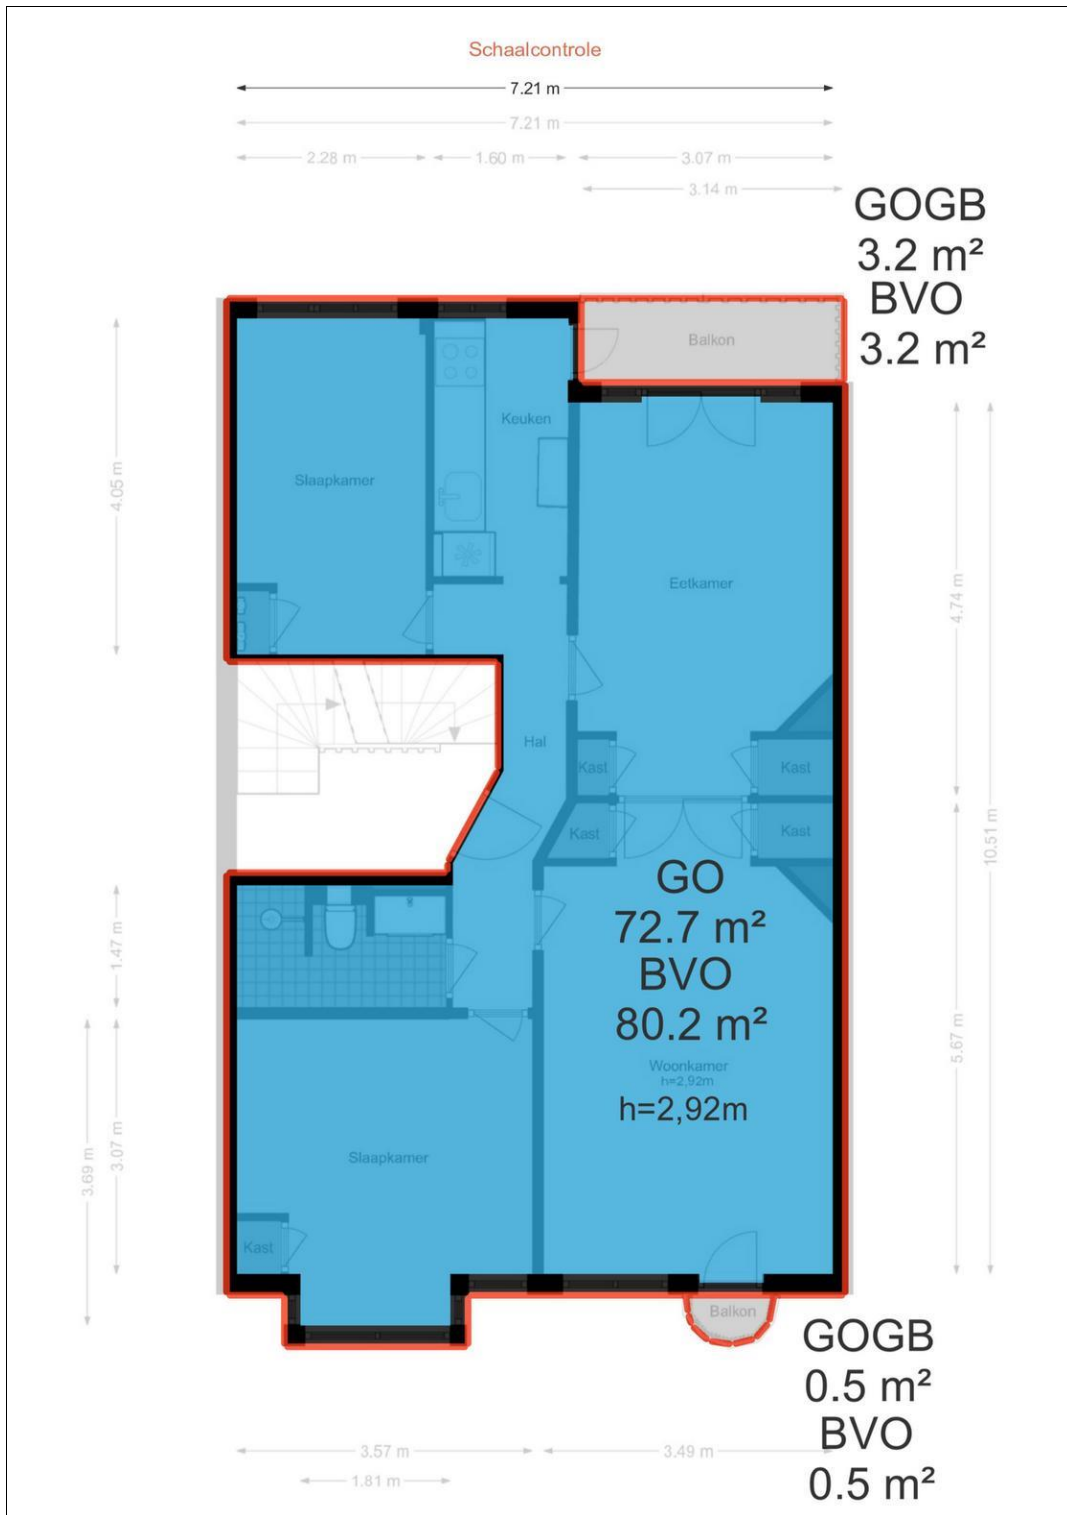 Schaalcontrole
7.21 m
7.21 m
2.28 m
1.60 m
3.07 m
3.14 m
GOGB
3.2 m²
BVO
3.2 m²
Balkon
Keuken
4.05 m
Slaapkamer
Eetkamer
4.74 m
Hal
Kast
Kast
Kast
Kast
10.51 m
GO
72.7 m²
BVO
80.2 m²
1.47 m
5.67 m
Woonkamer
h=2,92m
h=2,92m
3.07 m
3.69 m
Slaapkamer
Kast
Balkon
GOGB
0.5 m²
BVO
0.5 m²
3.57 m
3.49 m
1.81 m